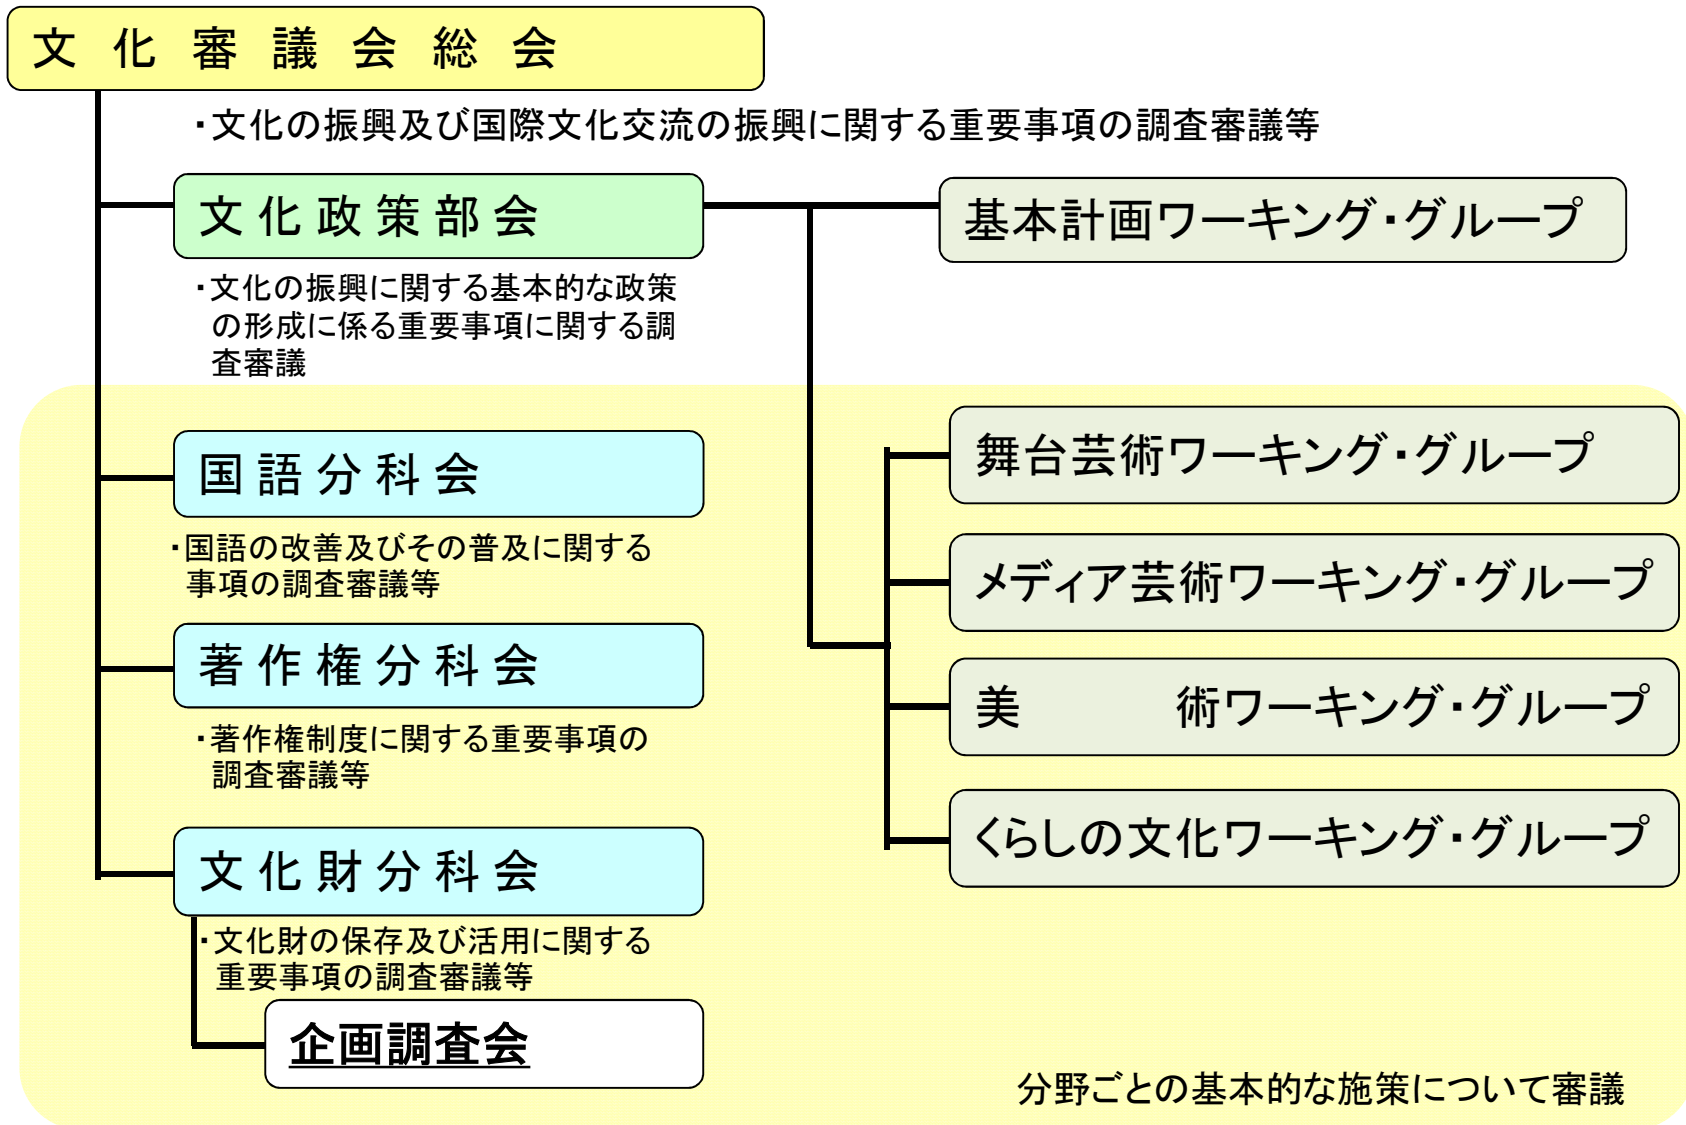 文化審議会総会
・文化の振興及び国際文化交流の振興に関する重要事項の調査審議等
文化政策部会
・文化の振興に関する基本的な政策
の形成に係る重要事項に関する調
査審議
基本計画ワーキング・グループ
国語分科会
・国語の改善及びその普及に関する
事項の調査審議等
著作権分科会
・著作権制度に関する重要事項の
調査審議等
文化財分科会
・文化財の保存及び活用に関する
重要事項の調査審議等
企画調査会
舞台芸術ワーキング・グループ
メディア芸術ワーキング・グループ
美　　　術ワーキング・グループ
くらしの文化ワーキング・グループ
分野ごとの基本的な施策について審議